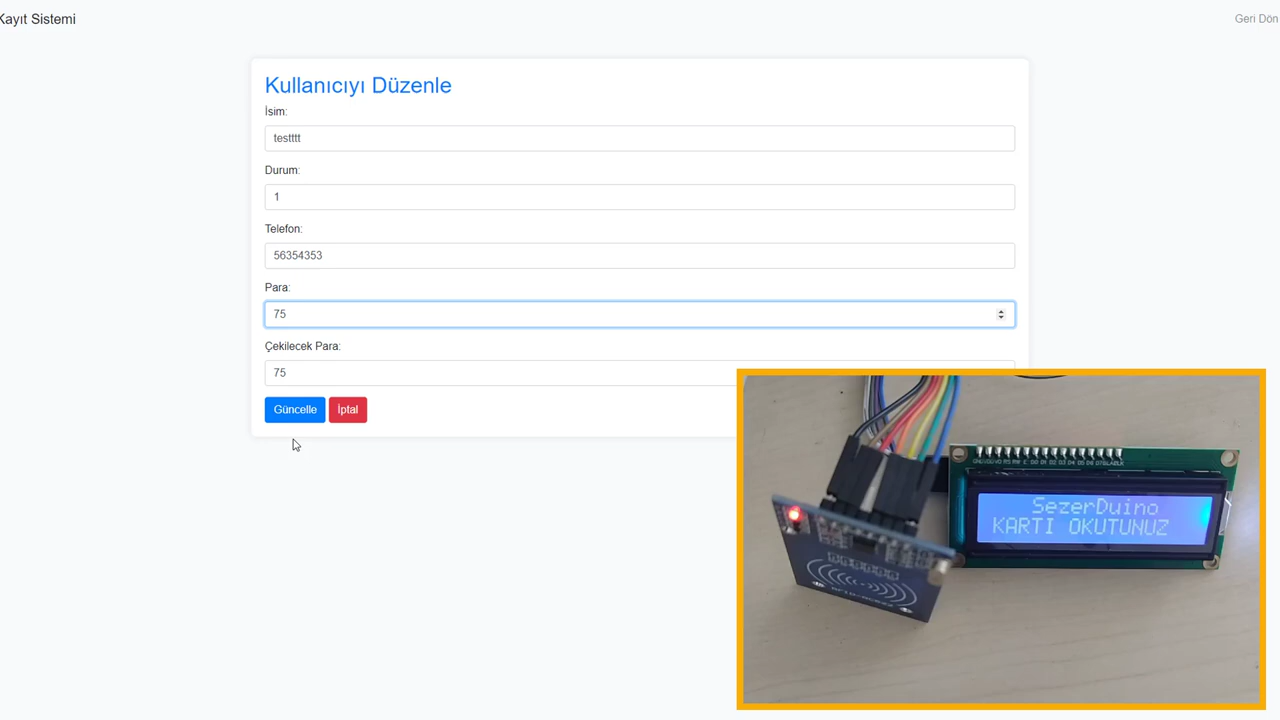 Kayıt Sistemi
Geri Dön
Kullanıcıyı Düzenle
İsim:
testttt
Durum:
1
Telefon:
56354353
Para:
75
Çekilecek Para:
75
Güncelle
İptal
SezerDuino
KARTI OKUTUNUZ